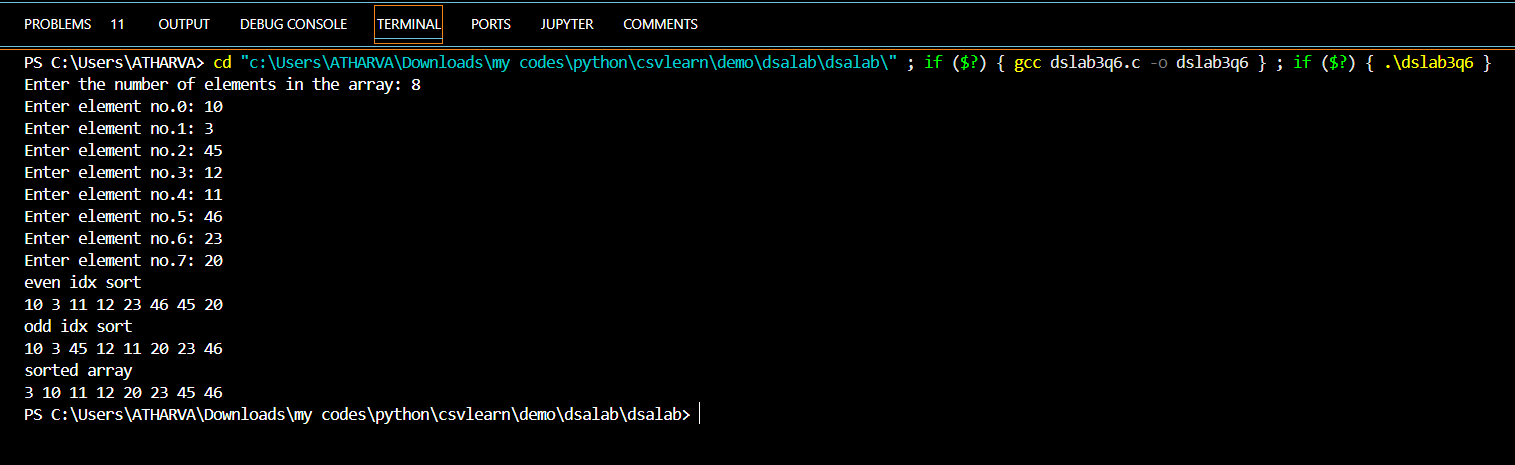 PROBLEMS 11 OUTPUT DEBUG CONSOLE TERMINAL PORTS JUPYTER COMMENTS
PS C:\Users\ATHARVA> cd "c:\Users\ATHARVA\Downloads\my codes\python\csvlearn\demo\dsalab\dsalab\" ; if ($?) { gcc dslab3q6.c -o dslab3q6 } ; if ($?) { .\dslab3q6 }
Enter the number of elements in the array: 8
Enter element no.0: 10
Enter element no.1: 3
Enter element no.2: 45
Enter element no.3: 12
Enter element no.4: 11
Enter element no.5: 46
Enter element no.6: 23
Enter element no.7: 20
even idx sort
10 3 11 12 23 46 45 20
odd idx sort
10 3 45 12 11 20 23 46
sorted array
3 10 11 12 20 23 45 46
PS C:\Users\ATHARVA\Downloads\my codes\python\csvlearn\demo\dsalab\dsalab>